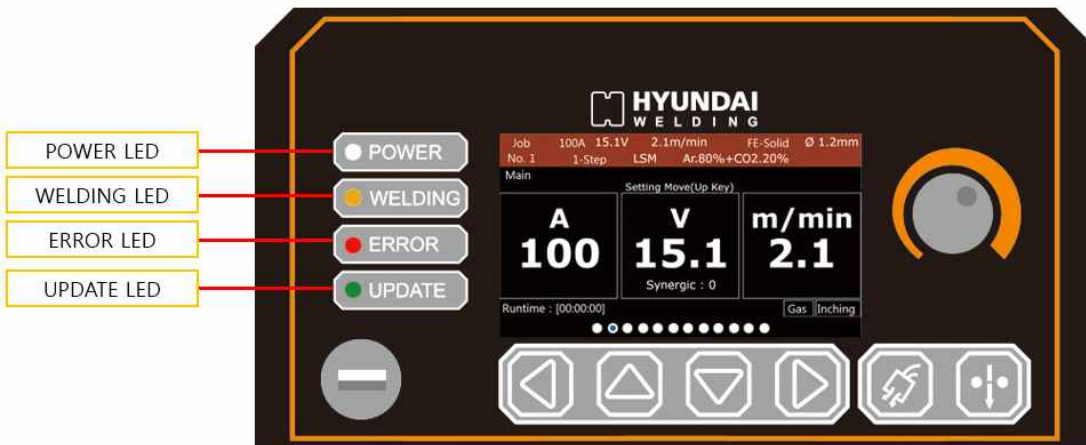 HYUNDAI
WELDING
POWER LED
WELDING LED
ERROR LED
UPDATE LED
POWER
WELDING
ERROR
UPDATE
Job 100A 15.1V 2.1m/min FE-Solid Ø 1.2mm
No. 1 1-Step LSM Ar.80%+CO2.20%
Main
Setting Move(Up Key)
A V m/min
100 15.1 2.1
Synergic : 0
Runtime : [00:00:00] Gas Inching